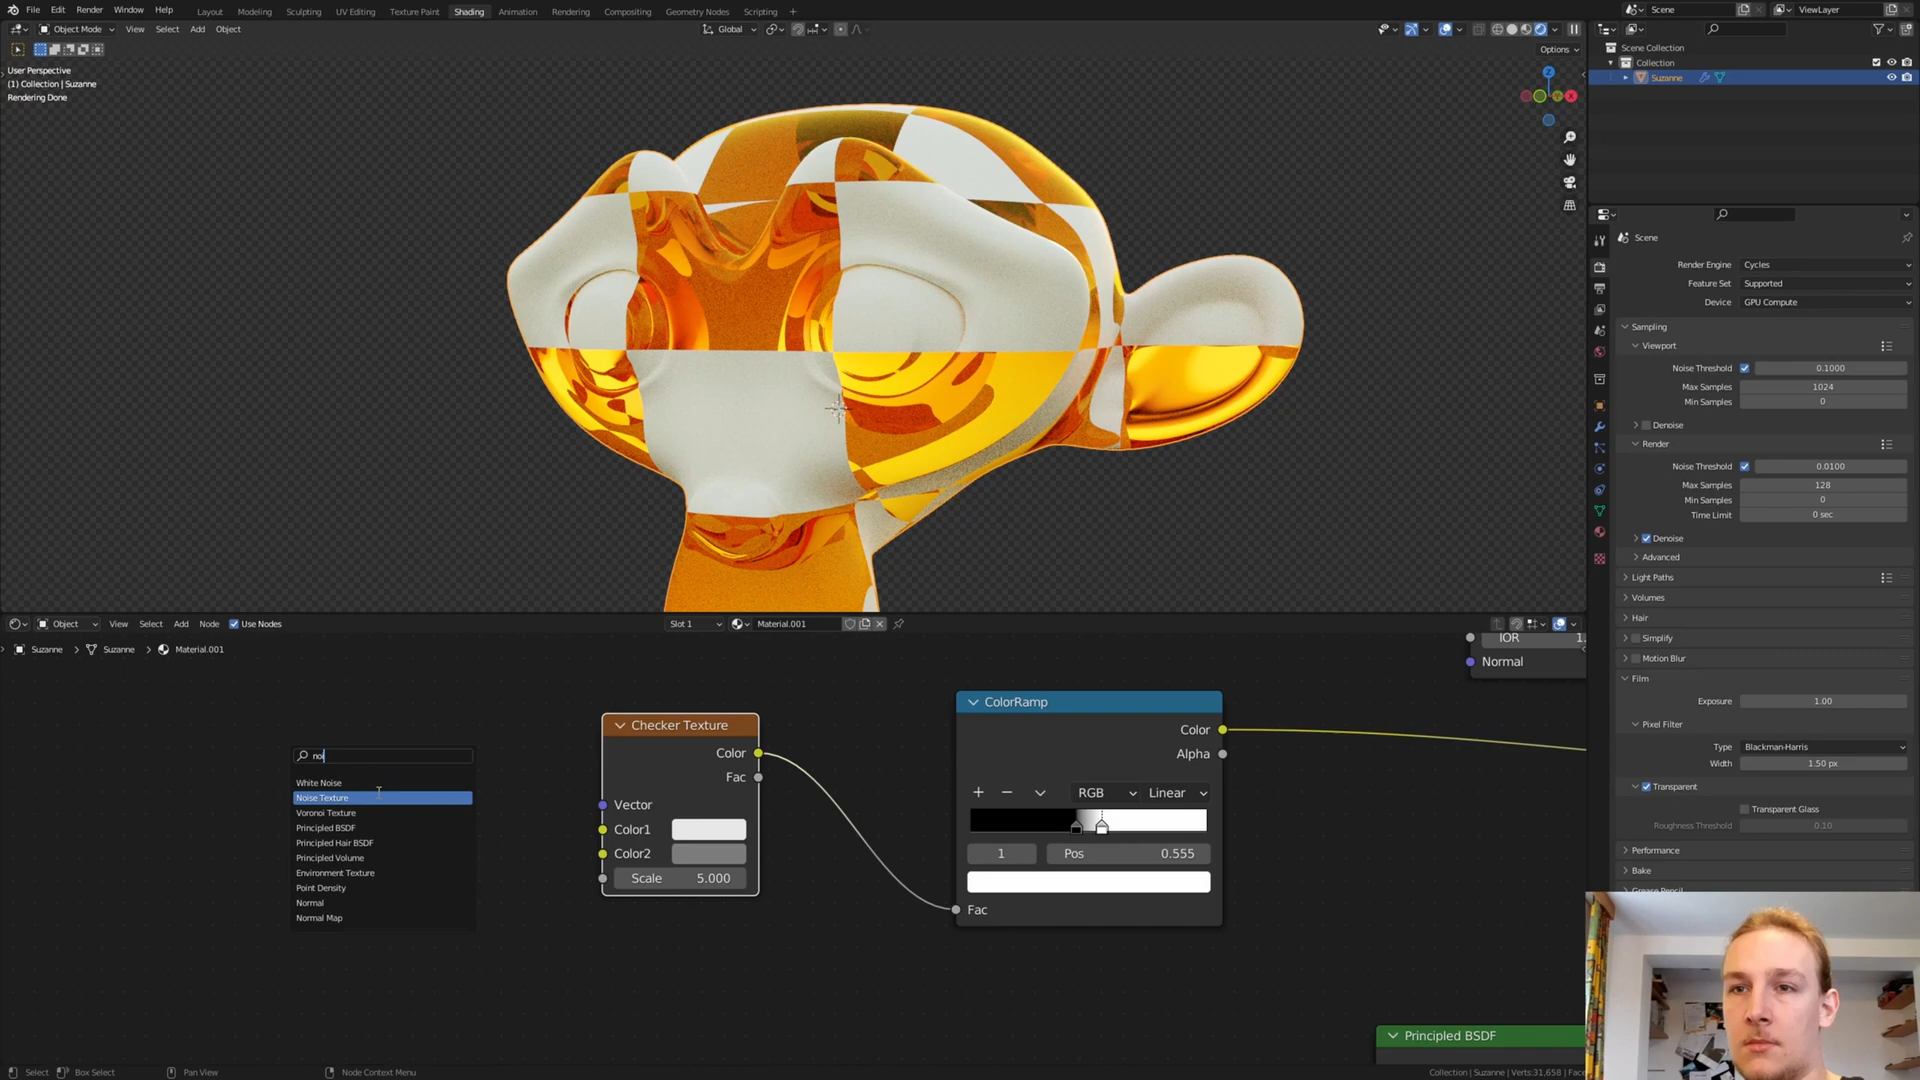 File Edit Render Window Help Layout Modeling Sculpting UV Editing Texture Paint Shading Animation Rendering Compositing Geometry Nodes Scripting + Scene ViewLayer
Object Mode View Select Add Object Global
Options
User Perspective
(1) Collection | Suzanne
Rendering Done
Z
Scene Collection
Collection
Suzanne
Scene
Render Engine Cycles
Feature Set Supported
Device GPU Compute
Sampling
Viewport
Noise Threshold 0.1000
Max Samples 1024
Min Samples 0
Denoise
Render
Noise Threshold 0.0100
Max Samples 128
Min Samples 0
Time Limit 0 sec
Denoise
Advanced
Light Paths
Volumes
Hair
Simplify
Motion Blur
Film
Exposure 1.00
Pixel Filter
Type Blackman-Harris
Width 1.50 px
Transparent
Transparent Glass
Roughness Threshold 0.10
Performance
Bake
Grease Pencil
Object View Select Add Node Use Nodes Slot 1 Material.001
Suzanne > Suzanne > Material.001
noi
White Noise
Noise Texture
Voronoi Texture
Principled BSDF
Principled Hair BSDF
Principled Volume
Environment Texture
Point Density
Normal
Normal Map
Checker Texture
Color
Fac
Vector
Color1
Color2
Scale 5.000
ColorRamp
Color
Alpha
+ − RGB Linear
1 Pos 0.555
Fac
IOR 1.
Normal
Principled BSDF
Select Box Select Pan View Node Context Menu
Collection | Suzanne | Verts:31,658 | Face